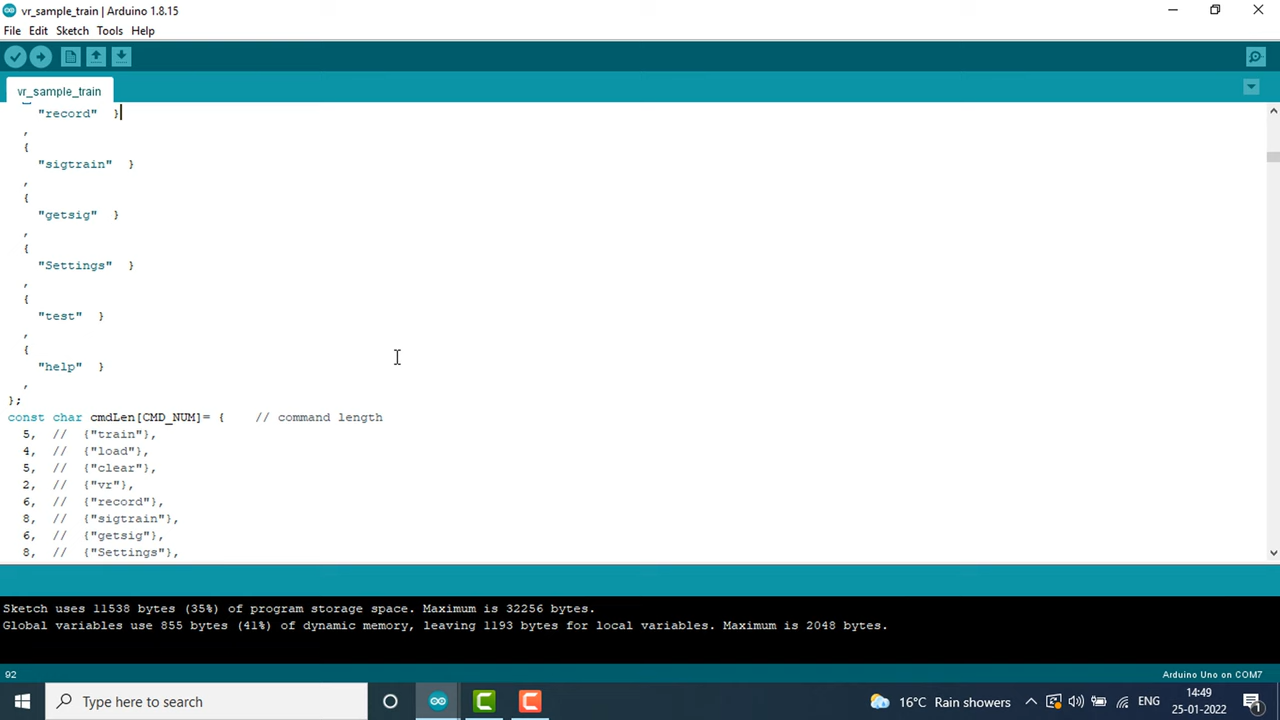 vr_sample_train | Arduino 1.8.15
File Edit Sketch Tools Help
vr_sample_train
"record" }
,
{
"sigtrain" }
,
{
"getsig" }
,
{
"Settings" }
,
{
"test" }
,
{
"help" }
,
};
const char cmdLen[CMD_NUM]= { // command length
5, // {"train"},
4, // {"load"},
5, // {"clear"},
2, // {"vr"},
6, // {"record"},
8, // {"sigtrain"},
6, // {"getsig"},
8, // {"Settings"},
Sketch uses 11538 bytes (35%) of program storage space. Maximum is 32256 bytes.
Global variables use 855 bytes (41%) of dynamic memory, leaving 1193 bytes for local variables. Maximum is 2048 bytes.
92
Arduino Uno on COM7
Type here to search
16°C Rain showers
ENG
14:49
25-01-2022
1